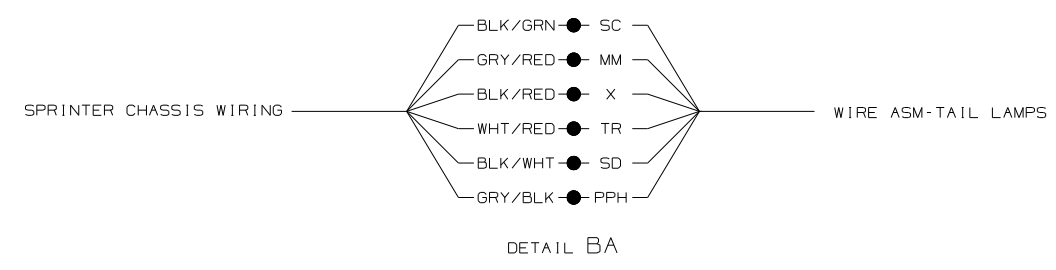 BLK/GRN SC
GRY/RED MM
BLK/RED X
SPRINTER CHASSIS WIRING WIRE ASM-TAIL LAMPS
WHT/RED TR
BLK/WHT SD
GRY/BLK PPH
DETAIL BA